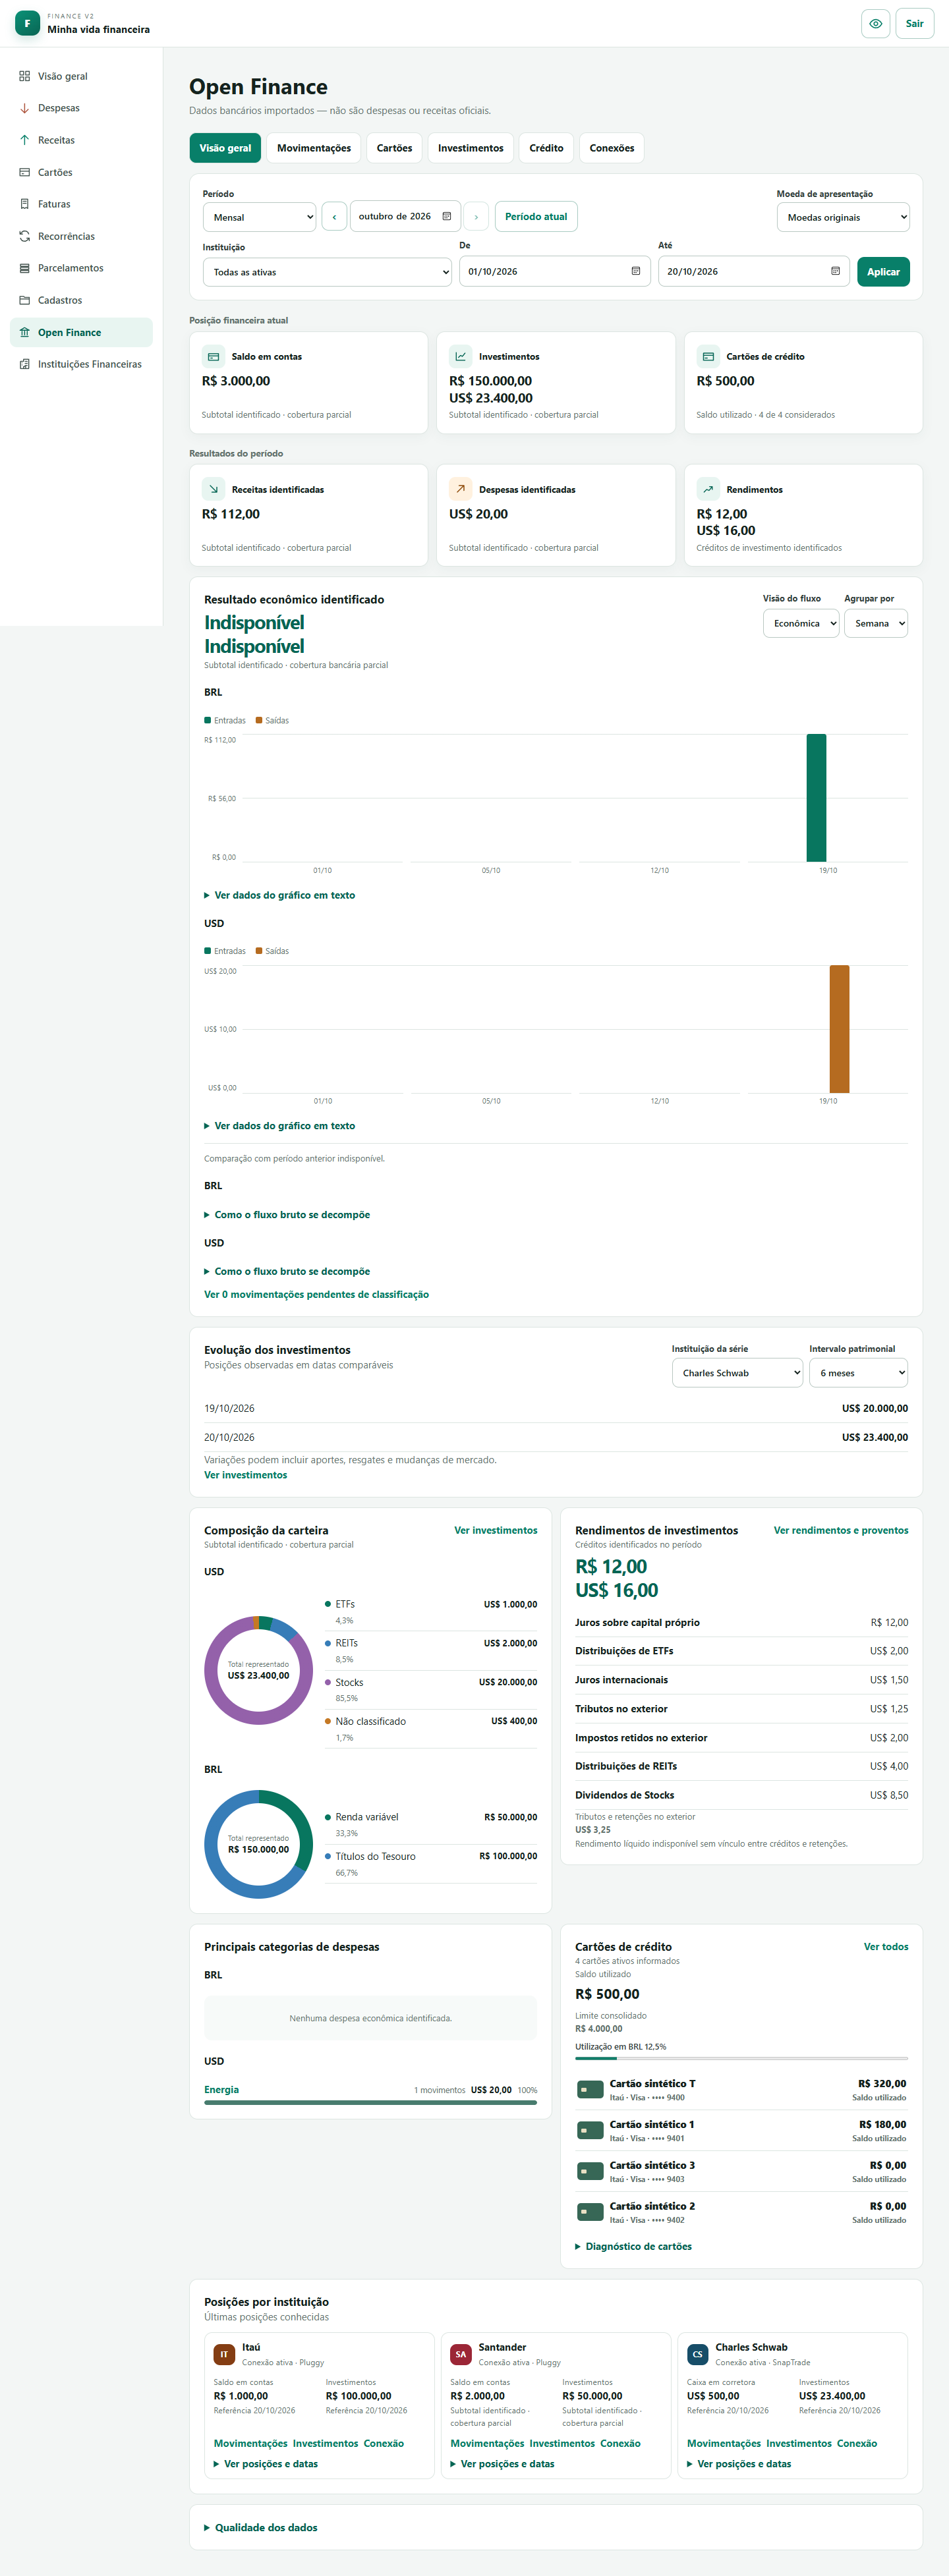 F
FINANCE V2
Minha vida financeira
Sair
Visão geral
Despesas
Receitas
Cartões
Faturas
Recorrências
Parcelamentos
Cadastros
Open Finance
Instituições Financeiras
Open Finance
Dados bancários importados — não são despesas ou receitas oficiais.
Visão geral
Movimentações
Cartões
Investimentos
Crédito
Conexões
Período
Mensal
‹
outubro de 2026
›
Período atual
Moeda de apresentação
Moedas originais
Instituição
Todas as ativas
De
01/10/2026
Até
20/10/2026
Aplicar
Posição financeira atual
Saldo em contas
R$ 3.000,00
Subtotal identificado · cobertura parcial
Investimentos
R$ 150.000,00
US$ 23.400,00
Subtotal identificado · cobertura parcial
Cartões de crédito
R$ 500,00
Saldo utilizado · 4 de 4 considerados
Resultados do período
Receitas identificadas
R$ 112,00
Subtotal identificado · cobertura parcial
Despesas identificadas
US$ 20,00
Subtotal identificado · cobertura parcial
Rendimentos
R$ 12,00
US$ 16,00
Créditos de investimento identificados
Resultado econômico identificado
Indisponível
Indisponível
Subtotal identificado · cobertura bancária parcial
Visão do fluxo
Econômica
Agrupar por
Semana
BRL
Entradas Saídas
R$ 112,00
R$ 56,00
R$ 0,00
01/10 05/10 12/10 19/10
Ver dados do gráfico em texto
USD
Entradas Saídas
US$ 20,00
US$ 10,00
US$ 0,00
01/10 05/10 12/10 19/10
Ver dados do gráfico em texto
Comparação com período anterior indisponível.
BRL
Como o fluxo bruto se decompõe
USD
Como o fluxo bruto se decompõe
Ver 0 movimentações pendentes de classificação
Evolução dos investimentos
Posições observadas em datas comparáveis
Instituição da série
Charles Schwab
Intervalo patrimonial
6 meses
19/10/2026 US$ 20.000,00
20/10/2026 US$ 23.400,00
Variações podem incluir aportes, resgates e mudanças de mercado.
Ver investimentos
Composição da carteira
Ver investimentos
Subtotal identificado · cobertura parcial
USD
Total representado
US$ 23.400,00
ETFs US$ 1.000,00
4,3%
REITs US$ 2.000,00
8,5%
Stocks US$ 20.000,00
85,5%
Não classificado US$ 400,00
1,7%
BRL
Total representado
R$ 150.000,00
Renda variável R$ 50.000,00
33,3%
Títulos do Tesouro R$ 100.000,00
66,7%
Rendimentos de investimentos
Ver rendimentos e proventos
Créditos identificados no período
R$ 12,00
US$ 16,00
Juros sobre capital próprio R$ 12,00
Distribuições de ETFs US$ 2,00
Juros internacionais US$ 1,50
Tributos no exterior US$ 1,25
Impostos retidos no exterior US$ 2,00
Distribuições de REITs US$ 4,00
Dividendos de Stocks US$ 8,50
Tributos e retenções no exterior
US$ 3,25
Rendimento líquido indisponível sem vínculo entre créditos e retenções.
Principais categorias de despesas
BRL
Nenhuma despesa econômica identificada.
USD
Energia 1 movimentos US$ 20,00 100%
Cartões de crédito
Ver todos
4 cartões ativos informados
Saldo utilizado
R$ 500,00
Limite consolidado
R$ 4.000,00
Utilização em BRL 12,5%
Cartão sintético T R$ 320,00
Itaú · Visa · •••• 9400 Saldo utilizado
Cartão sintético 1 R$ 180,00
Itaú · Visa · •••• 9401 Saldo utilizado
Cartão sintético 3 R$ 0,00
Itaú · Visa · •••• 9403 Saldo utilizado
Cartão sintético 2 R$ 0,00
Itaú · Visa · •••• 9402 Saldo utilizado
Diagnóstico de cartões
Posições por instituição
Últimas posições conhecidas
IT
Itaú
Conexão ativa · Pluggy
Saldo em contas
R$ 1.000,00
Referência 20/10/2026
Investimentos
R$ 100.000,00
Referência 20/10/2026
Movimentações Investimentos Conexão
Ver posições e datas
SA
Santander
Conexão ativa · Pluggy
Saldo em contas
R$ 2.000,00
Subtotal identificado ·
cobertura parcial
Investimentos
R$ 50.000,00
Subtotal identificado ·
cobertura parcial
Movimentações Investimentos Conexão
Ver posições e datas
CS
Charles Schwab
Conexão ativa · SnapTrade
Caixa em corretora
US$ 500,00
Referência 20/10/2026
Investimentos
US$ 23.400,00
Referência 20/10/2026
Movimentações Investimentos Conexão
Ver posições e datas
Qualidade dos dados